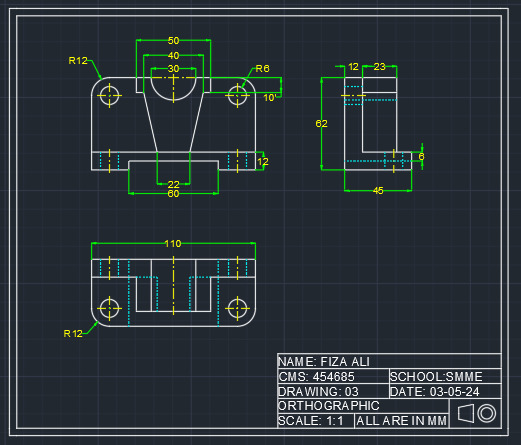 50
R12
40
30
R6
10
12
22
60
12 23
62
6
45
110
R12
NAME: FIZA ALI
CMS: 454685 SCHOOL:SMME
DRAWING: 03 DATE: 03-05-24
ORTHOGRAPHIC
SCALE: 1:1 ALL ARE IN MM